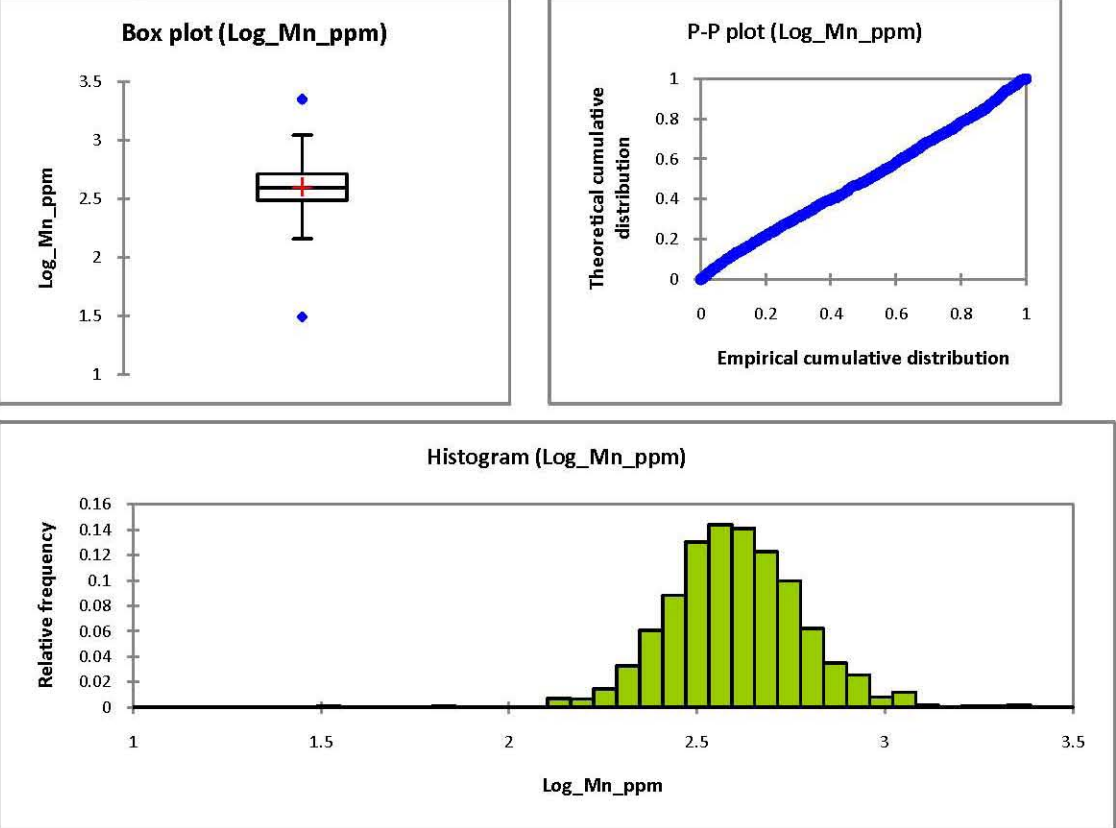 Box plot (Log_Mn_ppm)
3.5
3
2.5
2
1.5
1
Log_Mn_ppm
P-P plot (Log_Mn_ppm)
Theoretical cumulative
distribution
1
0.8
0.6
0.4
0.2
0
0 0.2 0.4 0.6 0.8 1
Empirical cumulative distribution
Histogram (Log_Mn_ppm)
Relative frequency
0.16
0.14
0.12
0.1
0.08
0.06
0.04
0.02
0
1 1.5 2 2.5 3 3.5
Log_Mn_ppm